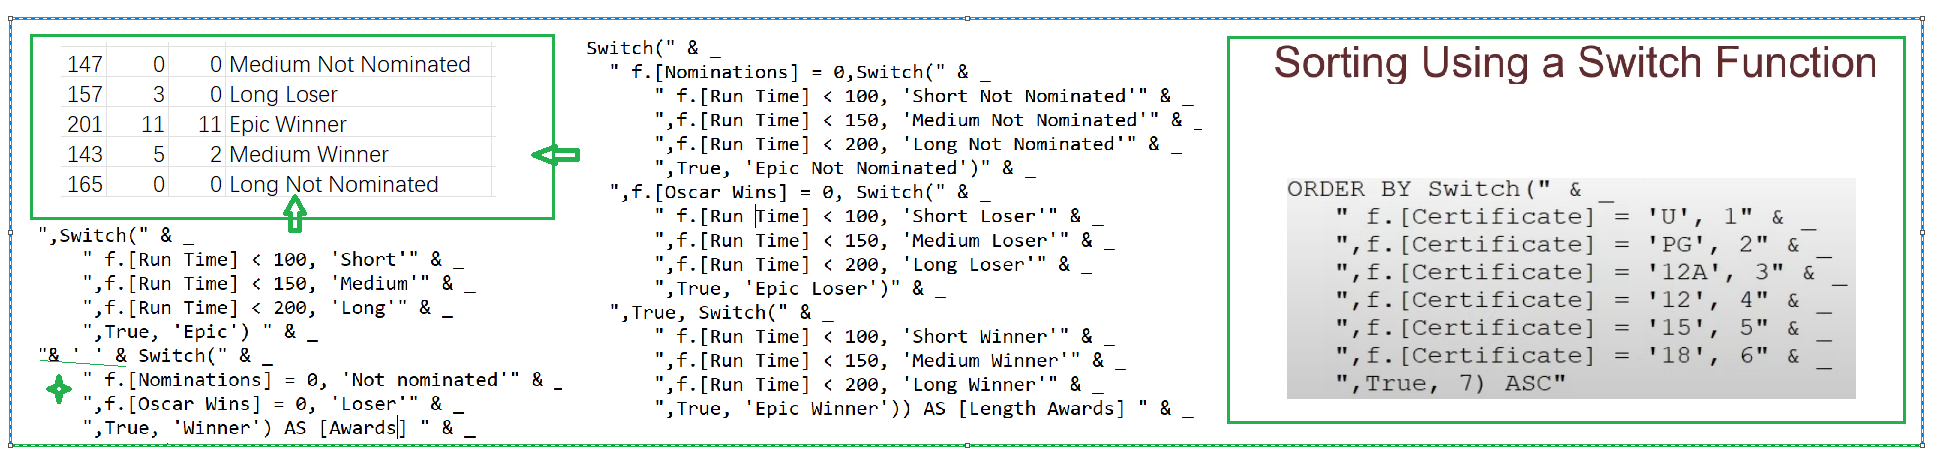 147 0 0 Medium Not Nominated
157 3 0 Long Loser
201 11 11 Epic Winner
143 5 2 Medium Winner
165 0 0 Long Not Nominated
",Switch(" & _
" f.[Run Time] < 100, 'Short'" & _
",f.[Run Time] < 150, 'Medium'" & _
",f.[Run Time] < 200, 'Long'" & _
",True, 'Epic') " & _
"& ' ' & Switch(" & _
" f.[Nominations] = 0, 'Not nominated'" & _
",f.[Oscar Wins] = 0, 'Loser'" & _
",True, 'Winner') AS [Awards] " & _
Switch(" & _
" f.[Nominations] = 0,Switch(" & _
" f.[Run Time] < 100, 'Short Not Nominated'" & _
",f.[Run Time] < 150, 'Medium Not Nominated'" & _
",f.[Run Time] < 200, 'Long Not Nominated'" & _
",True, 'Epic Not Nominated')" & _
",f.[Oscar Wins] = 0, Switch(" & _
" f.[Run Time] < 100, 'Short Loser'" & _
",f.[Run Time] < 150, 'Medium Loser'" & _
",f.[Run Time] < 200, 'Long Loser'" & _
",True, 'Epic Loser')" & _
",True, Switch(" & _
" f.[Run Time] < 100, 'Short Winner'" & _
",f.[Run Time] < 150, 'Medium Winner'" & _
",f.[Run Time] < 200, 'Long Winner'" & _
",True, 'Epic Winner')) AS [Length Awards] " & _
Sorting Using a Switch Function
ORDER BY Switch(" & _
" f.[Certificate] = 'U', 1" & _
",f.[Certificate] = 'PG', 2" & _
",f.[Certificate] = '12A', 3" & _
",f.[Certificate] = '12', 4" & _
",f.[Certificate] = '15', 5" & _
",f.[Certificate] = '18', 6" & _
",True, 7) ASC"